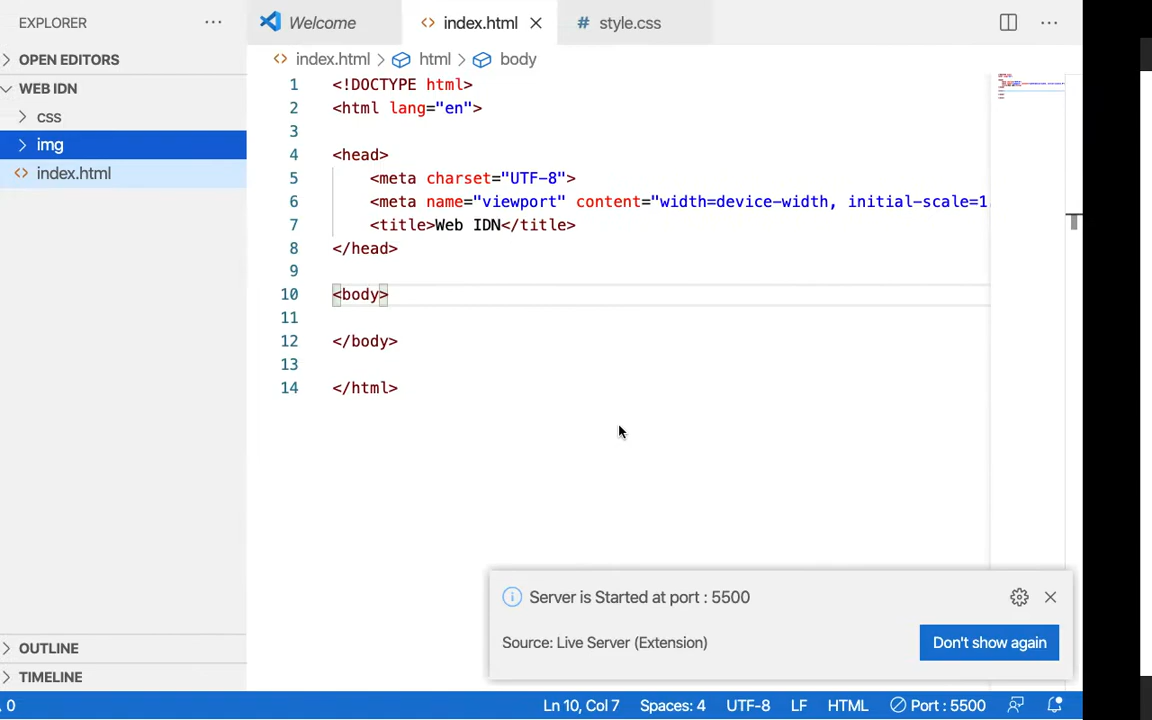 EXPLORER ···
Welcome
<> index.html
# style.css
···
OPEN EDITORS
<> index.html > html > body
WEB IDN
css
img
<> index.html
1 <!DOCTYPE html>
2 <html lang="en">
3
4 <head>
5 <meta charset="UTF-8">
6 <meta name="viewport" content="width=device-width, initial-scale=1.
7 <title>Web IDN</title>
8 </head>
9
10 <body>
11
12 </body>
13
14 </html>
Server is Started at port : 5500
Source: Live Server (Extension)
Don't show again
OUTLINE
TIMELINE
, 0 Ln 10, Col 7 Spaces: 4 UTF-8 LF HTML Port : 5500